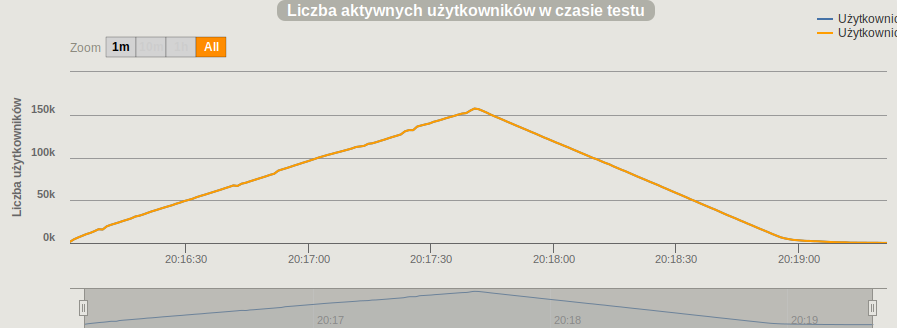 Liczba aktywnych użytkowników w czasie testu
Użytkownic
Użytkownic
Zoom 1m 10m 1h All
Liczba użytkowników
150k
100k
50k
0k
20:16:30 20:17:00 20:17:30 20:18:00 20:18:30 20:19:00
20:17 20:18 20:19